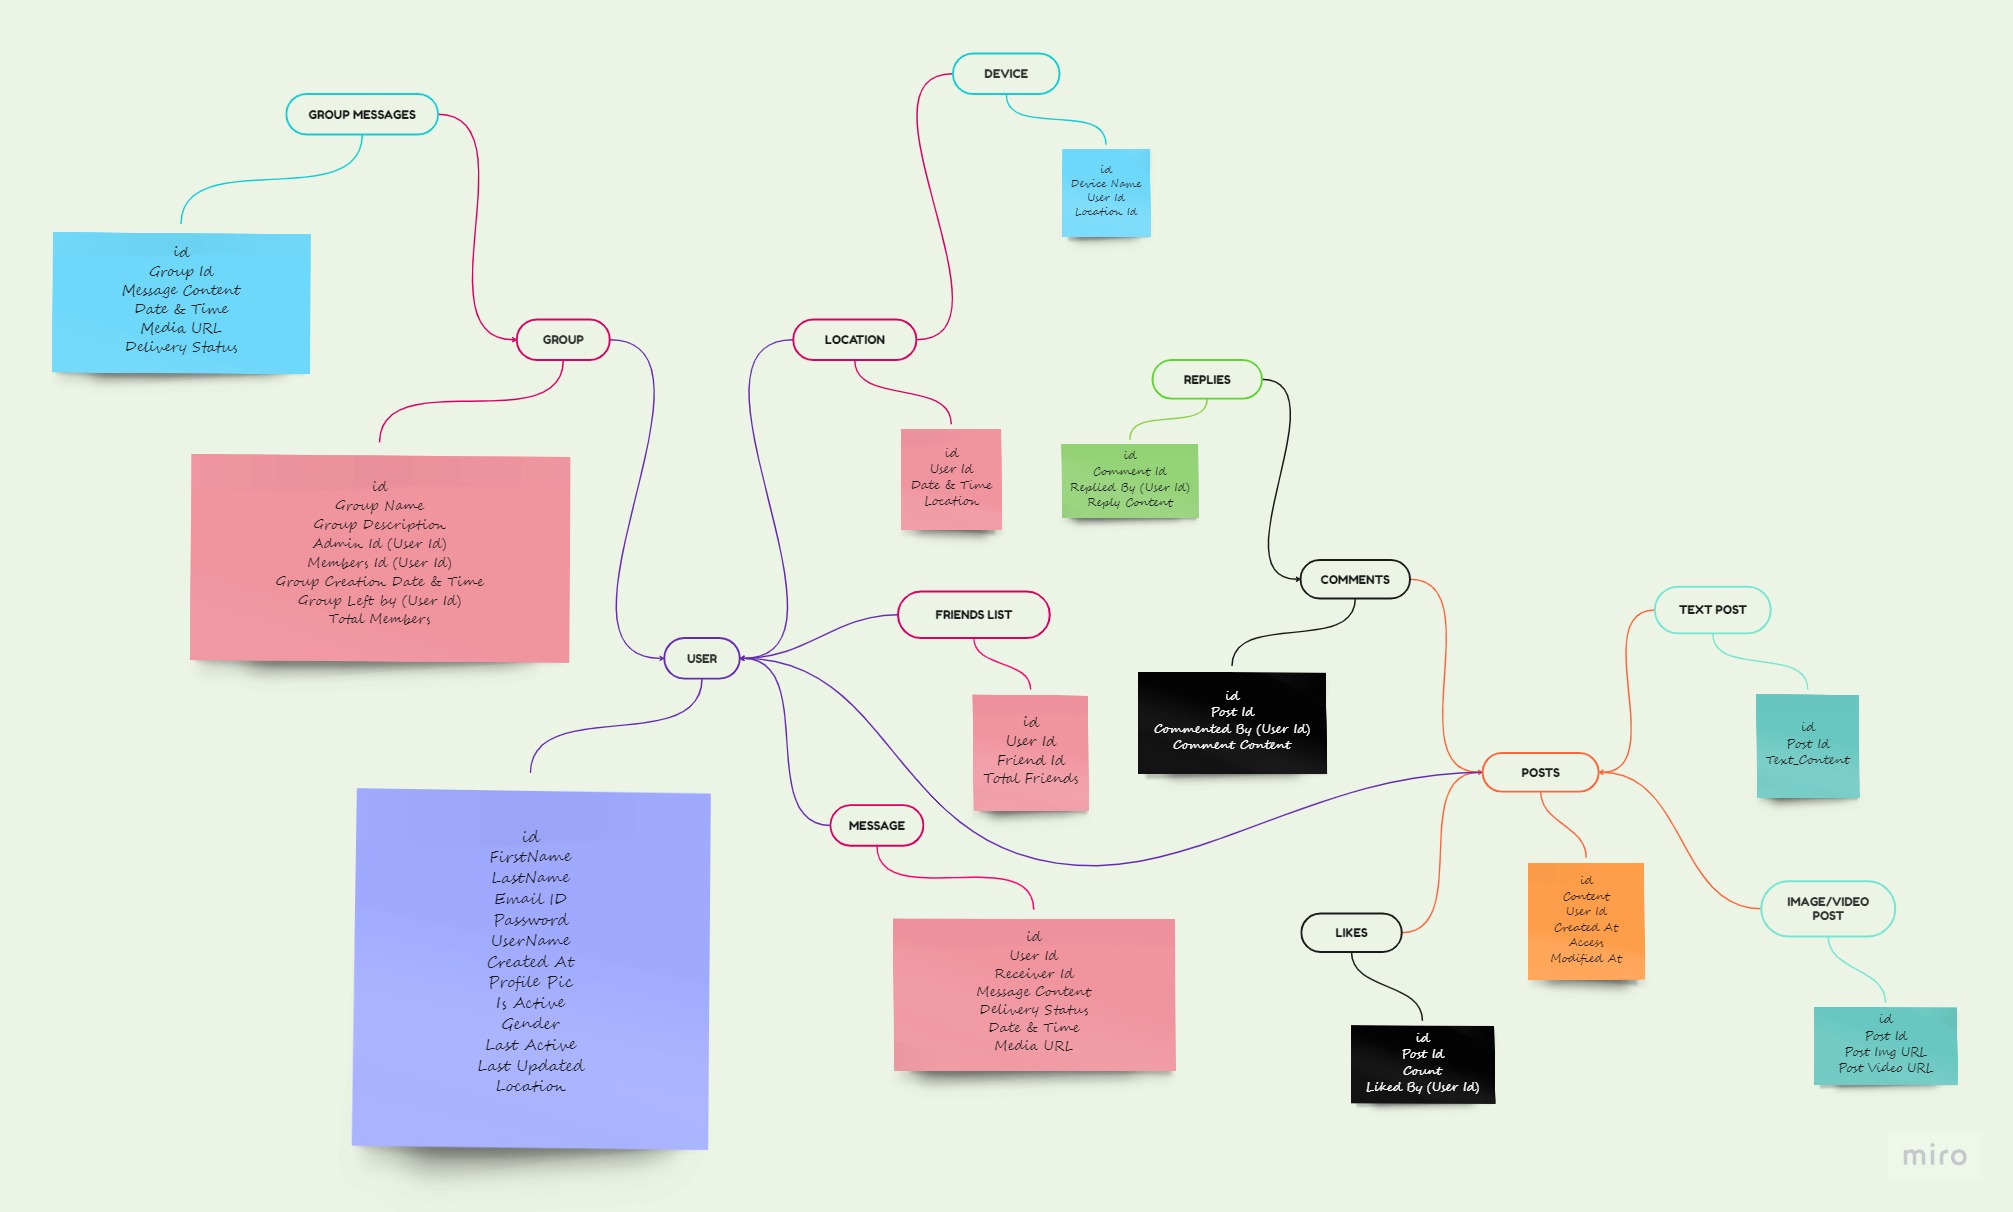 DEVICE
id
Device Name
User Id
Location Id
GROUP MESSAGES
id
Group Id
Message Content
Date & Time
Media URL
Delivery Status
GROUP
id
Group Name
Group Description
Admin Id (User Id)
Members Id (User Id)
Group Creation Date & Time
Group Left by (User Id)
Total Members
LOCATION
id
User Id
Date & Time
Location
REPLIES
id
Comment Id
Replied By (User Id)
Reply Content
COMMENTS
id
Post Id
Commented By (User Id)
Comment Content
FRIENDS LIST
id
User Id
Friend Id
Total Friends
USER
id
FirstName
LastName
Email ID
Password
UserName
Created At
Profile Pic
Is Active
Gender
Last Active
Last Updated
Location
MESSAGE
id
User Id
Receiver Id
Message Content
Delivery Status
Date & Time
Media URL
TEXT POST
id
Post Id
Text_Content
POSTS
id
Content
User Id
Created At
Access
Modified At
LIKES
id
Post Id
Count
Liked By (User Id)
IMAGE/VIDEO
POST
id
Post Id
Post Img URL
Post Video URL
miro